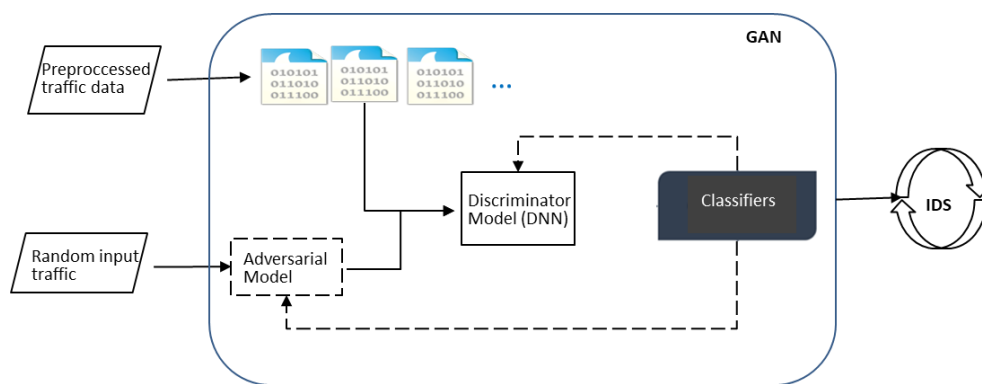 GAN
Preproccessed
traffic data
010101
011010
011100
010101
011010
011100
010101
011010
011100
...
Discriminator
Model (DNN)
Classifiers
IDS
Random input
traffic
Adversarial
Model